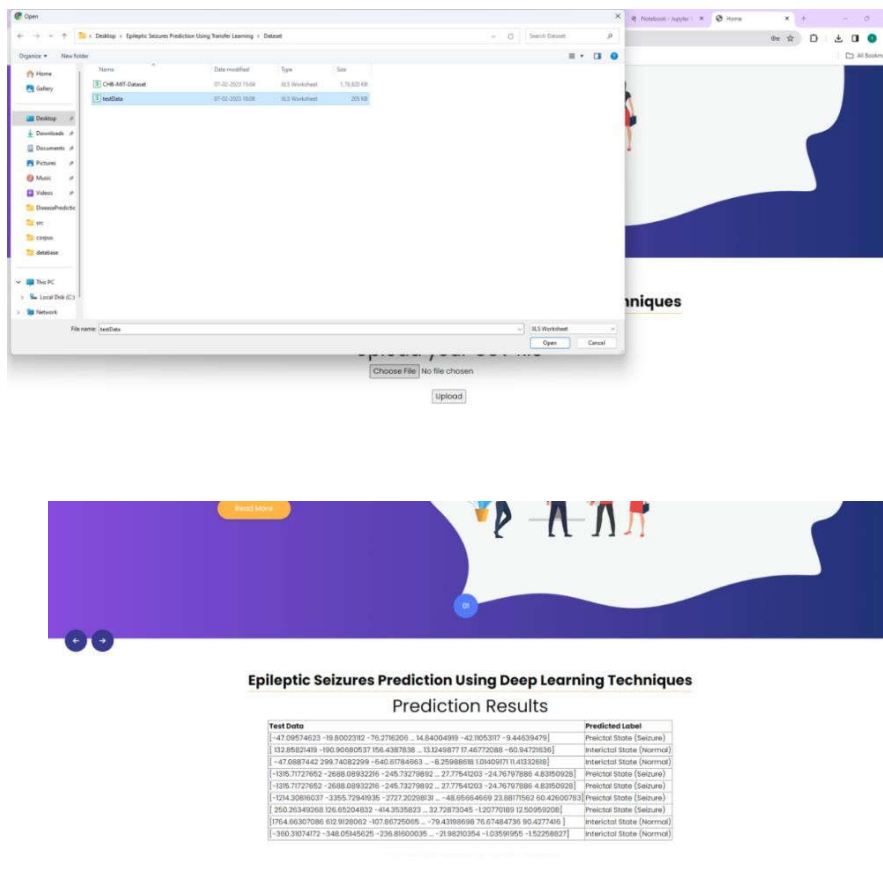 Open
Notebook - Jupyter
Home
Desktop > Epileptic Seizures Prediction Using Transfer Learning > Dataset
Search Dataset
Organize
New folder
All Bookm
Name
Date modified
Type
Size
Home
Gallery
CHB-MIT-Dataset
XLS Worksheet
testData
XLS Worksheet
205 KB
Desktop
Downloads
Documents
Pictures
Music
Videos
DiseasePredictio
src
corpus
database
This PC
Local Disk (C:)
Network
File name:
testData
XLS Worksheet
Open
Cancel
hniques
Choose File No file chosen
Upload
Read More
01
Epileptic Seizures Prediction Using Deep Learning Techniques
Prediction Results
Test Data Predicted Label
[-47.09574623 -19.80023112 -76.2716206 ... 14.84004919 -42.11053117 -9.44639479] Preictal State (Seizure)
[ 132.85821419 -190.90680537 156.4387838 ... 13.1249877 17.46772088 -60.94721636] Interictal State (Normal)
[ -47.0987442 299.74082299 -640.61784663 ... -8.25988618 1.01409171 11.41332618] Interictal State (Normal)
[-1315.71727652 -2688.08932216 -245.73279892 ... 27.77541203 -24.76797886 4.83150928] Preictal State (Seizure)
[-1315.71727652 -2688.08932216 -245.73279892 ... 27.77541203 -24.76797886 4.83150928] Preictal State (Seizure)
[-1214.30816037 -3355.72941935 -2727.20298131 ... -48.65664669 23.88171562 60.42600783] Preictal State (Seizure)
[ 250.26349268 126.65204832 -414.3535823 ... 32.72873045 -1.20770189 12.50959208] Interictal State (Normal)
[1764.66307086 612.9128062 -107.86725065 ... -79.43198698 76.67484736 90.4277416 ] Interictal State (Normal)
[-360.31074172 -348.05145625 -236.81600035 ... -21.98210354 -1.03591955 -1.52258827] Interictal State (Normal)